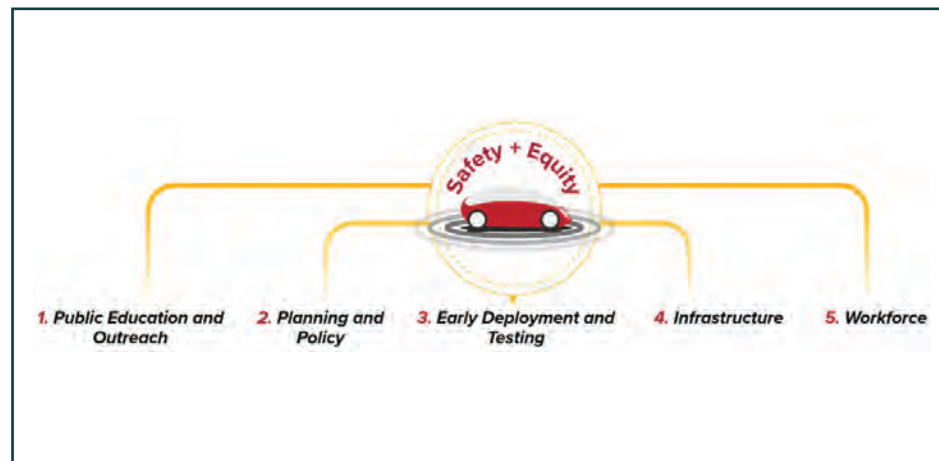 Safety + Equity
1. Public Education and
Outreach
2. Planning and
Policy
3. Early Deployment and
Testing
4. Infrastructure
5. Workforce